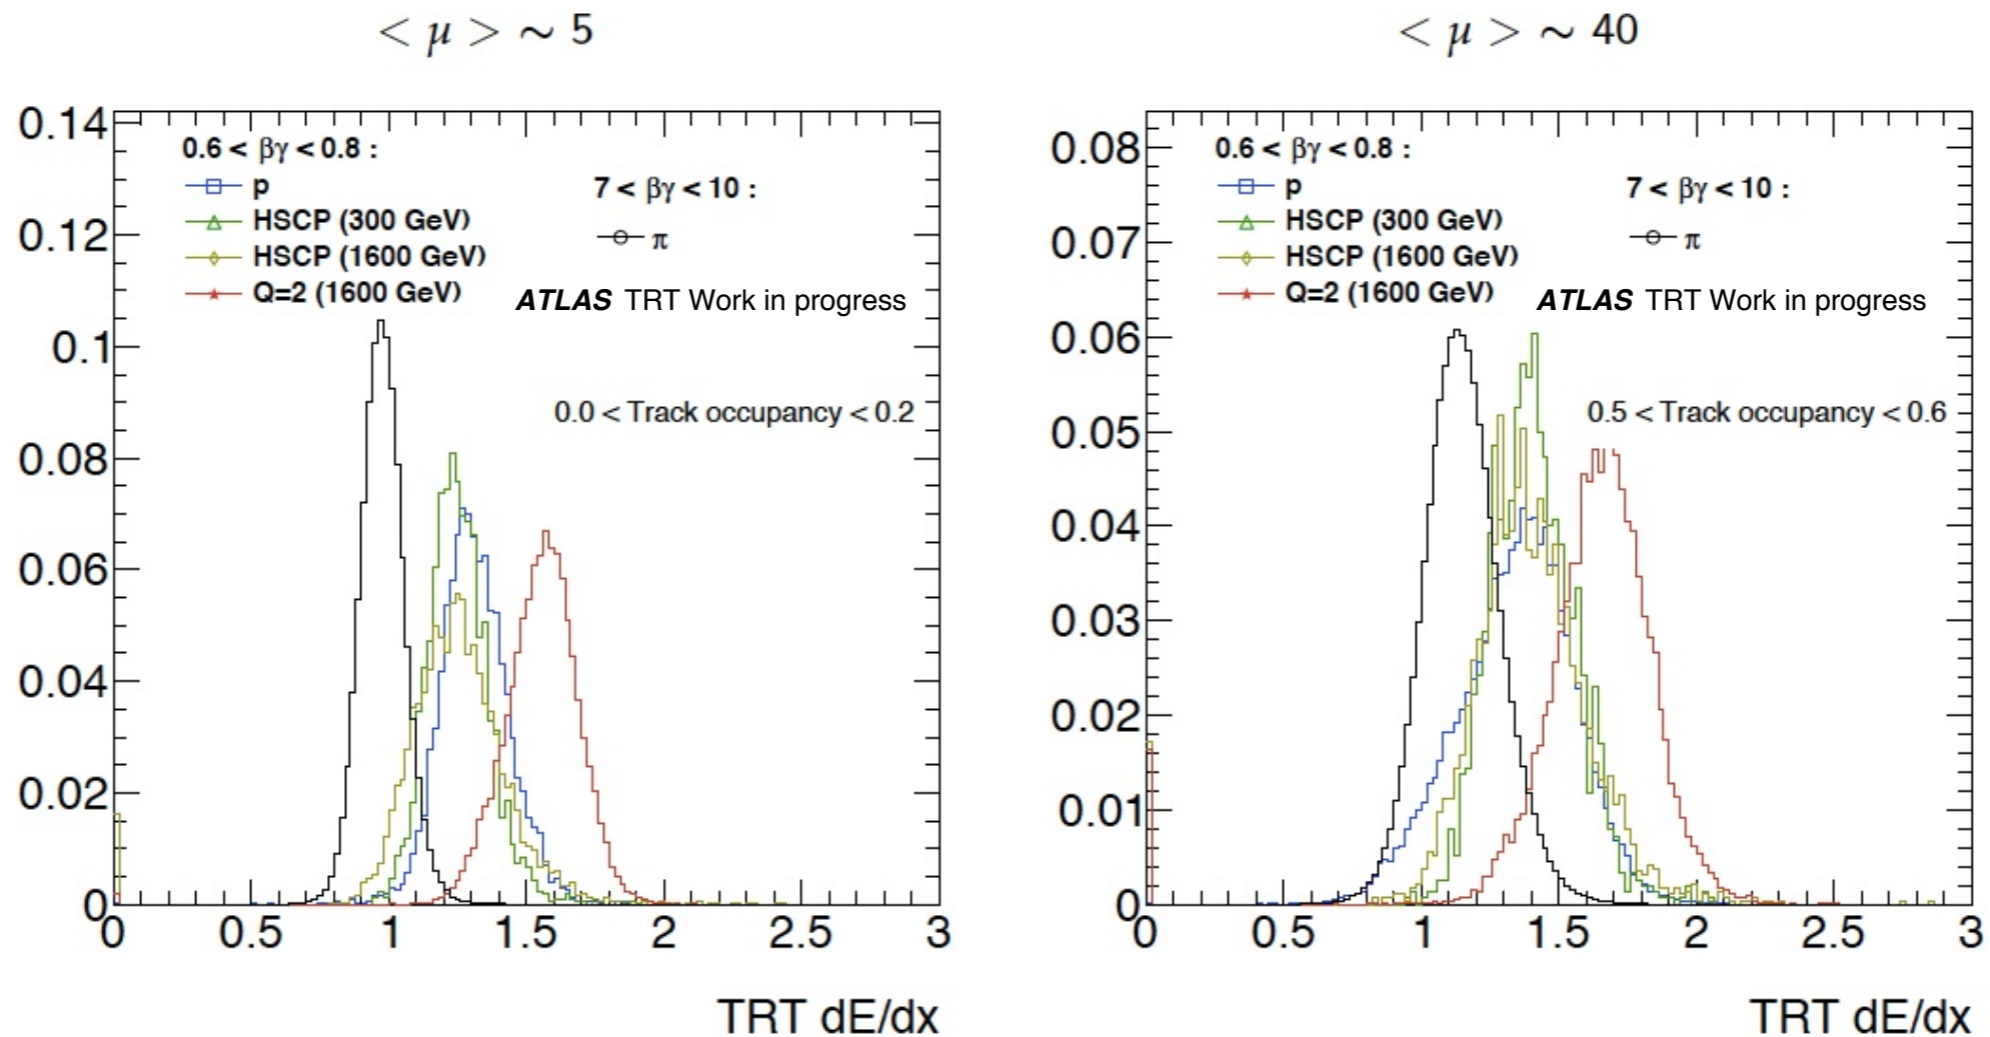 < μ > ∼ 5
0.14
0.12
0.1
0.08
0.06
0.04
0.02
0
0.6 < βγ < 0.8 :
p
HSCP (300 GeV)
HSCP (1600 GeV)
Q=2 (1600 GeV)
7 < βγ < 10 :
π
ATLAS TRT Work in progress
0.0 < Track occupancy < 0.2
0 0.5 1 1.5 2 2.5 3
TRT dE/dx
< μ > ∼ 40
0.08
0.07
0.06
0.05
0.04
0.03
0.02
0.01
0
0.6 < βγ < 0.8 :
p
HSCP (300 GeV)
HSCP (1600 GeV)
Q=2 (1600 GeV)
7 < βγ < 10 :
π
ATLAS TRT Work in progress
0.5 < Track occupancy < 0.6
0 0.5 1 1.5 2 2.5 3
TRT dE/dx